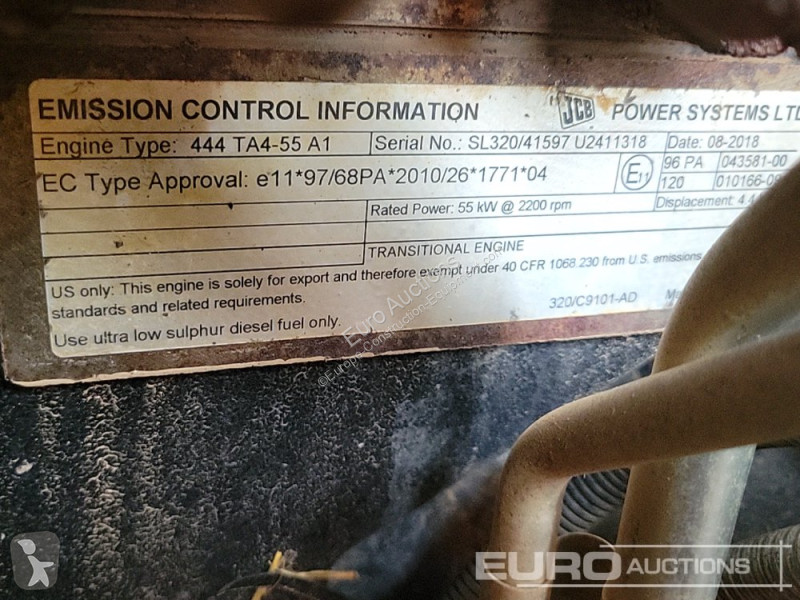 EMISSION CONTROL INFORMATION JCB POWER SYSTEMS LTD
Engine Type: 444 TA4-55 A1 Serial No.: SL320/41597 U2411318 Date: 08-2018
EC Type Approval: e11*97/68PA*2010/26*1771*04 E11 96 PA 043581-00
120
Rated Power: 55 kW @ 2200 rpm Displacement: 4.4
TRANSITIONAL ENGINE
US only: This engine is solely for export and therefore exempt under 40 CFR 1068.230 from U.S. emissions
standards and related requirements.
320/C9101-AD
Use ultra low sulphur diesel fuel only.
Euro Auctions
EURO AUCTIONS